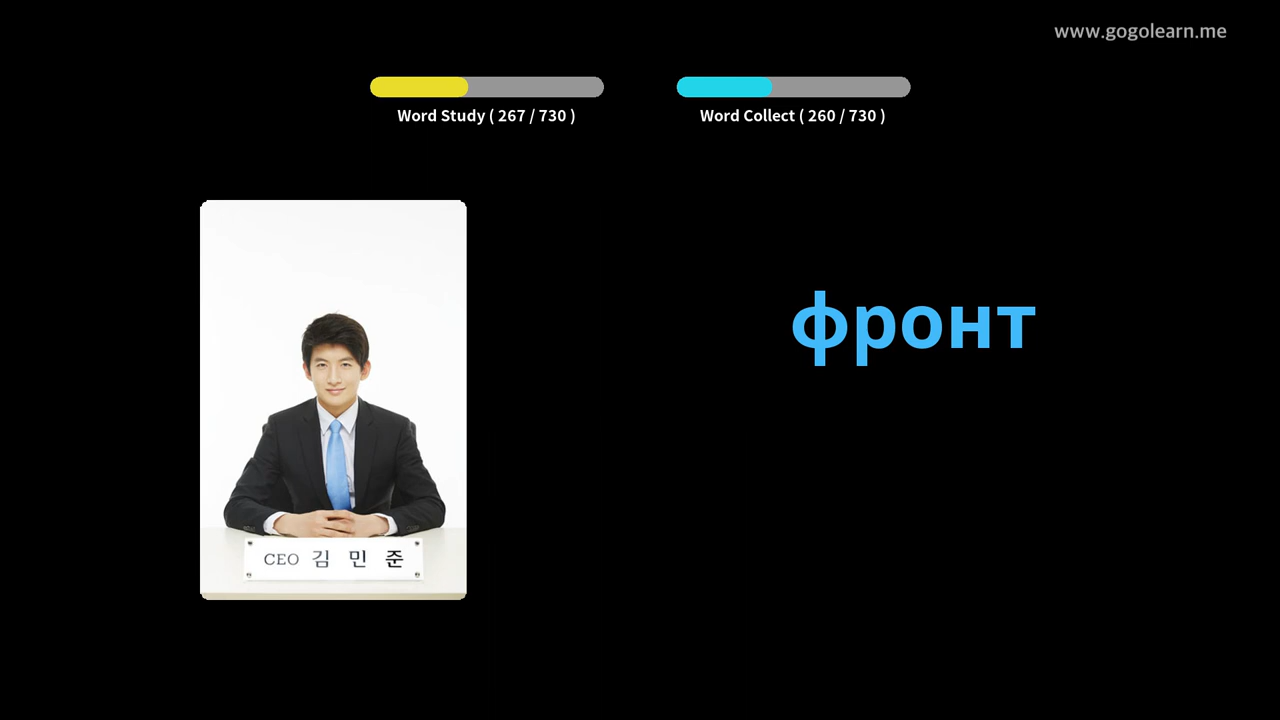 www.gogolearn.me
Word Study ( 267 / 730 )
Word Collect ( 260 / 730 )
фронт
CEO 김 민 준